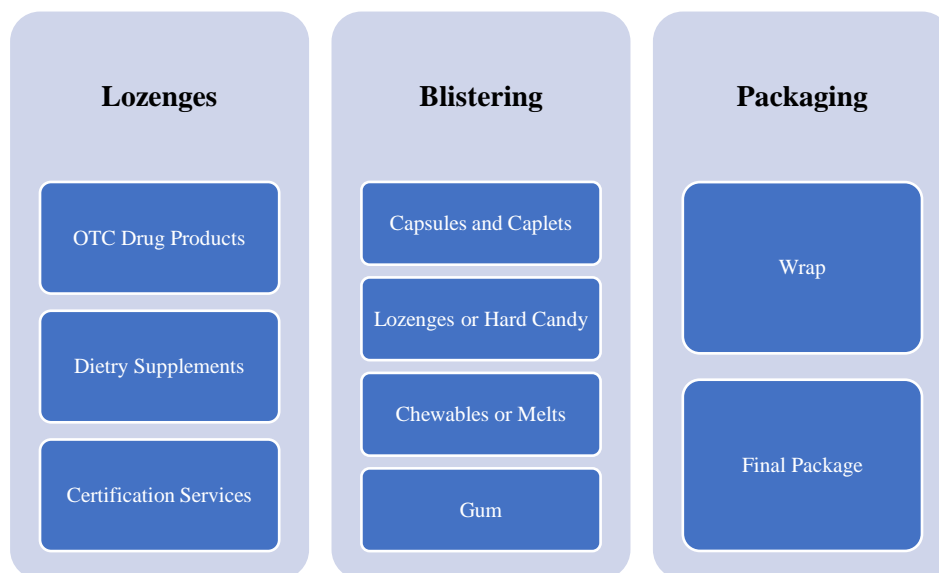 Lozenges
OTC Drug Products
Dietry Supplements
Certification Services
Blistering
Capsules and Caplets
Lozenges or Hard Candy
Chewables or Melts
Gum
Packaging
Wrap
Final Package